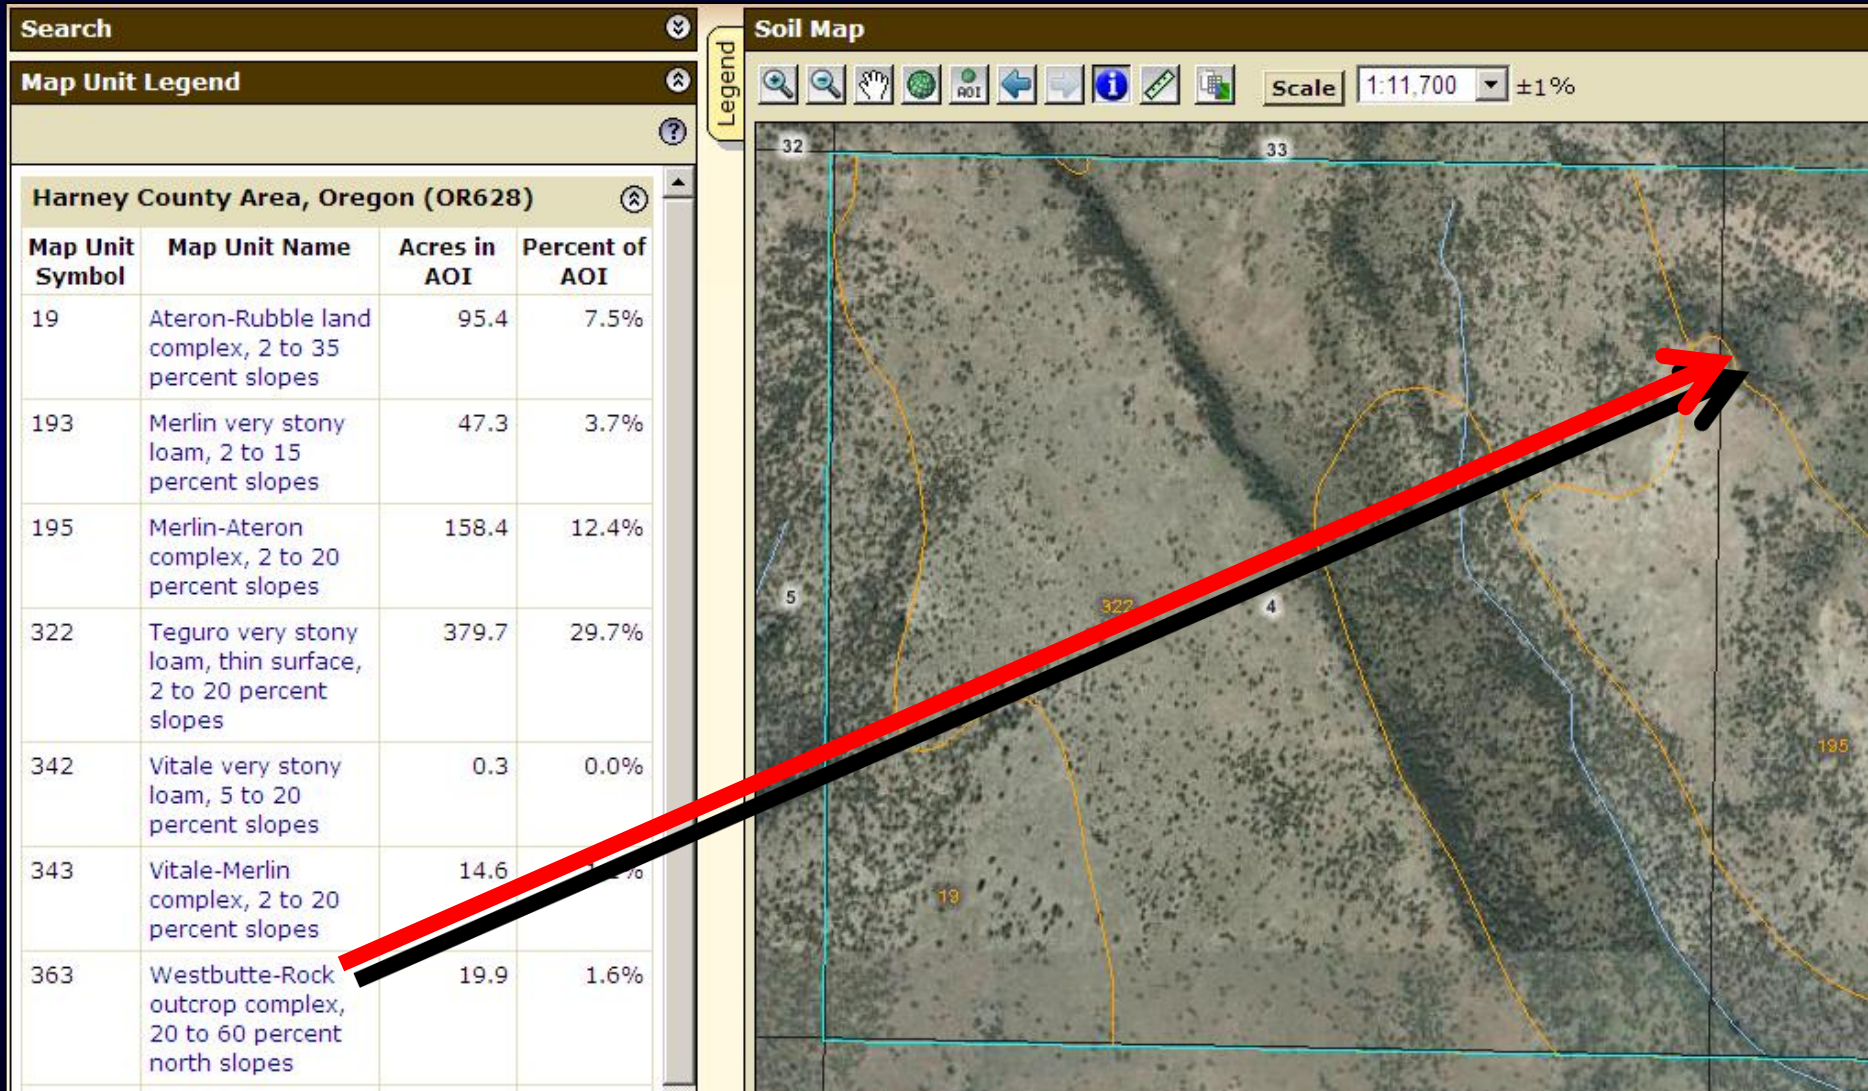 Search
Map Unit Legend
Harney County Area, Oregon (OR628)
Map Unit Symbol Map Unit Name Acres in AOI Percent of AOI
19 Ateron-Rubble land complex, 2 to 35 percent slopes 95.4 7.5%
193 Merlin very stony loam, 2 to 15 percent slopes 47.3 3.7%
195 Merlin-Ateron complex, 2 to 20 percent slopes 158.4 12.4%
322 Teguro very stony loam, thin surface, 2 to 20 percent slopes 379.7 29.7%
342 Vitale very stony loam, 5 to 20 percent slopes 0.3 0.0%
343 Vitale-Merlin complex, 2 to 20 percent slopes 14.6
363 Westbutte-Rock outcrop complex, 20 to 60 percent north slopes 19.9 1.6%
Legend
Soil Map
AOI
Scale 1:11,700 ±1%
32
33
5
322
4
195
19